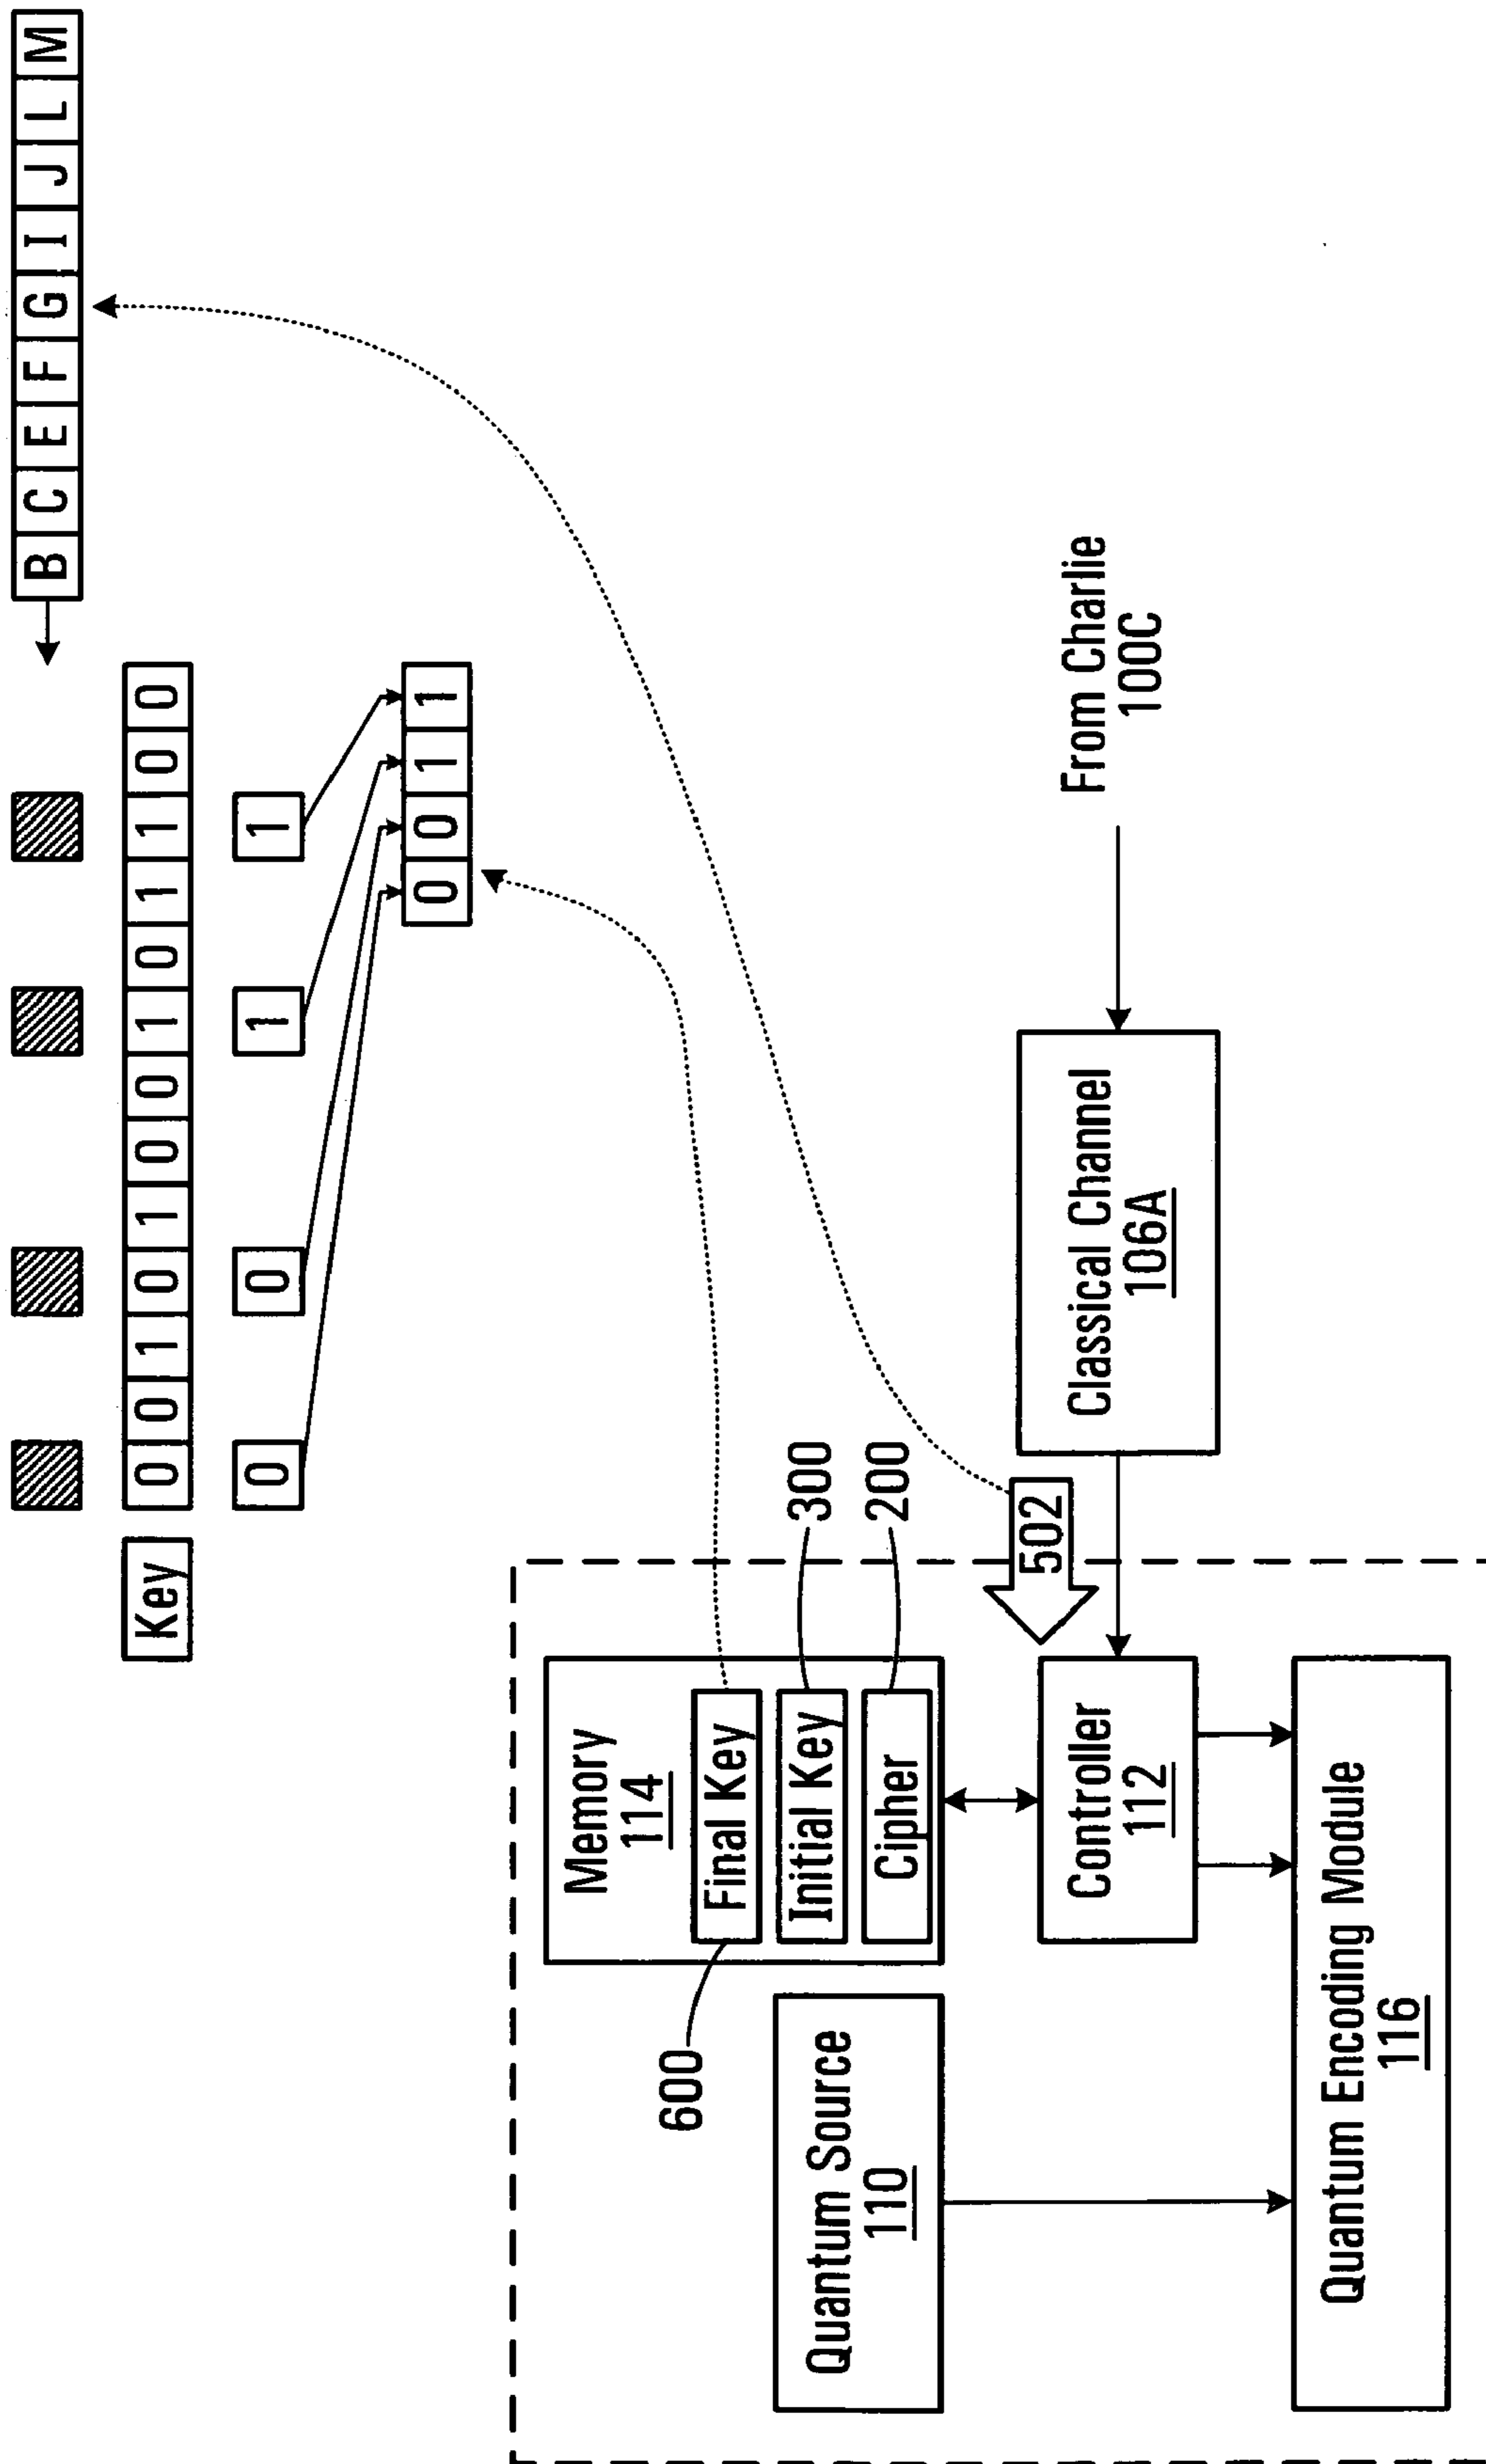 B C E F G I J L M
Key 0 0 1 0 1 0 0 1 0 1 1 0 0
0 0 1 1
0 0 1 1
Memory
114
600
Final Key
Initial Key
300
Cipher
200
Quantum Source
110
502
Controller
112
Classical Channel
106A
From Charlie
100C
Quantum Encoding Module
116